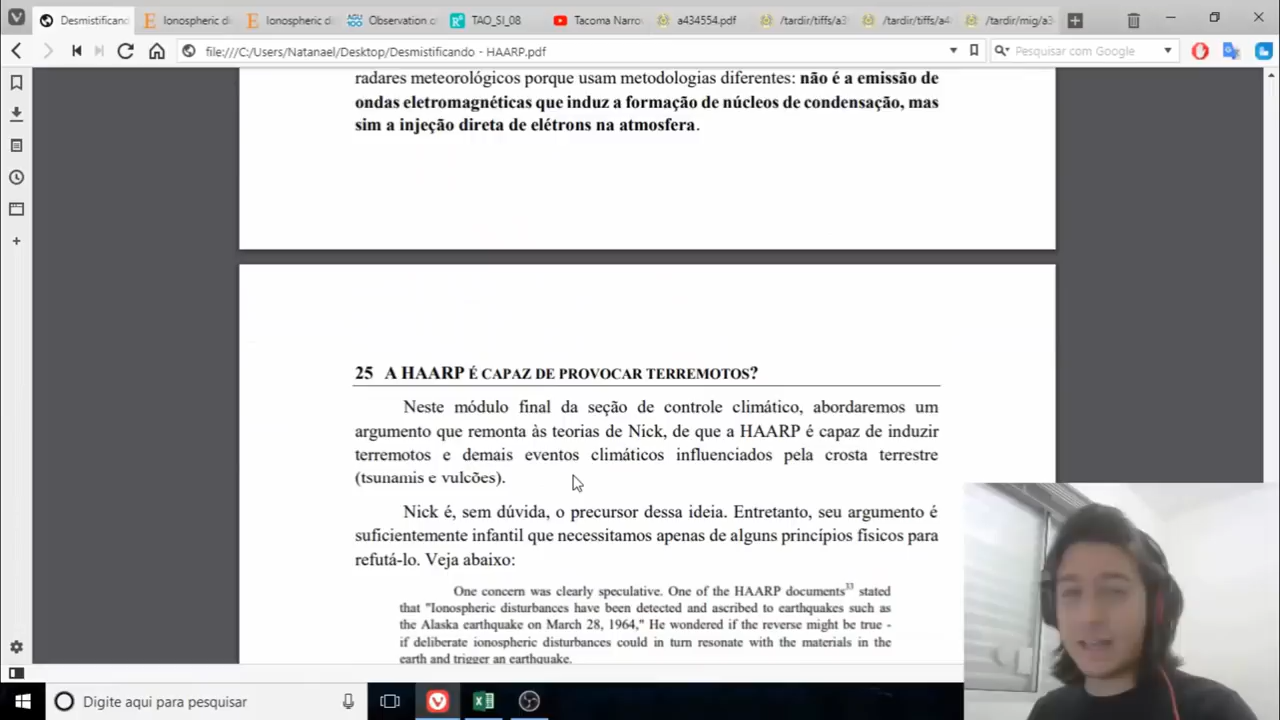 Desmistificando
Ionospheric di
Ionospheric di
AGU
Observation o
TAO_SI_08
Tacoma Narro
a434554.pdf
/tardir/tiffs/a3
/tardir/tiffs/a4
/tardir/mig/a3
file:///C:/Users/Natanael/Desktop/Desmistificando - HAARP.pdf
Pesquisar com Google
radares meteorológicos porque usam metodologias diferentes: não é a emissão de
ondas eletromagnéticas que induz a formação de núcleos de condensação, mas
sim a injeção direta de elétrons na atmosfera.
25 A HAARP É CAPAZ DE PROVOCAR TERREMOTOS?
Neste módulo final da seção de controle climático, abordaremos um
argumento que remonta às teorias de Nick, de que a HAARP é capaz de induzir
terremotos e demais eventos climáticos influenciados pela crosta terrestre
(tsunamis e vulcões).
Nick é, sem dúvida, o precursor dessa ideia. Entretanto, seu argumento é
suficientemente infantil que necessitamos apenas de alguns princípios físicos para
refutá-lo. Veja abaixo:
One concern was clearly speculative. One of the HAARP documents33 stated
that "Ionospheric disturbances have been detected and ascribed to earthquakes such as
the Alaska earthquake on March 28, 1964," He wondered if the reverse might be true -
if deliberate ionospheric disturbances could in turn resonate with the materials in the
earth and trigger an earthquake.
Digite aqui para pesquisar